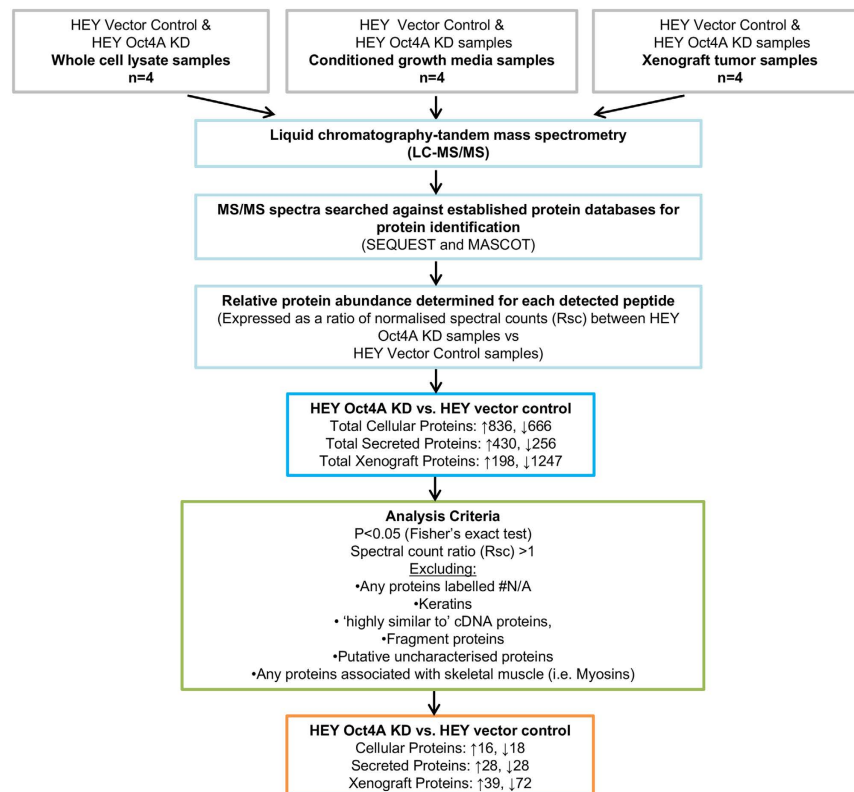 HEY Vector Control &
HEY Oct4A KD
Whole cell lysate samples
n=4
HEY  Vector Control &
HEY Oct4A KD samples
Conditioned growth media samples
n=4
HEY Vector Control &
HEY Oct4A KD samples
Xenograft tumor samples
n=4
Liquid chromatography-tandem mass spectrometry
(LC-MS/MS)
MS/MS spectra searched against established protein databases for
protein identification
(SEQUEST and MASCOT)
Relative protein abundance determined for each detected peptide
(Expressed as a ratio of normalised spectral counts (Rsc) between HEY
Oct4A KD samples vs
HEY Vector Control samples)
HEY Oct4A KD vs. HEY vector control
Total Cellular Proteins: ↑836, ↓666
Total Secreted Proteins: ↑430, ↓256
Total Xenograft Proteins: ↑198, ↓1247
Analysis Criteria
P<0.05 (Fisher's exact test)
Spectral count ratio (Rsc) >1
Excluding:
•Any proteins labelled #N/A
•Keratins
• 'highly similar to' cDNA proteins,
•Fragment proteins
•Putative uncharacterised proteins
•Any proteins associated with skeletal muscle (i.e. Myosins)
HEY Oct4A KD vs. HEY vector control
Cellular Proteins: ↑16, ↓18
Secreted Proteins: ↑28, ↓28
Xenograft Proteins: ↑39, ↓72